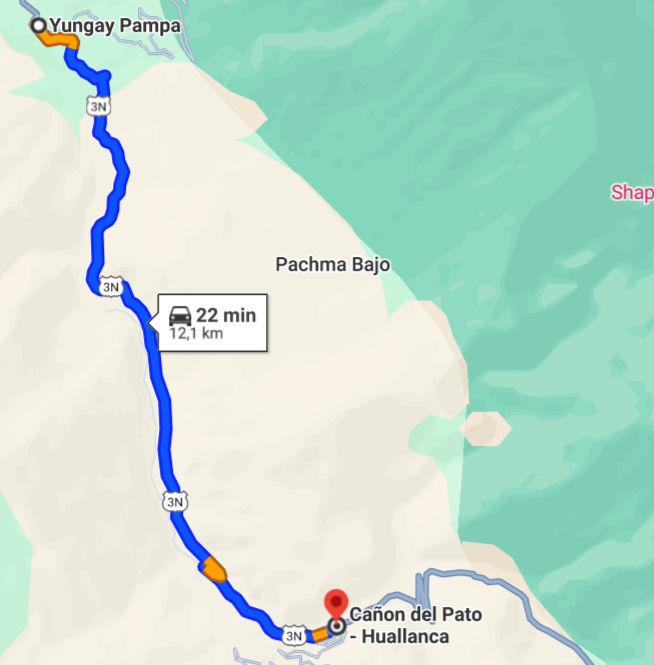 Yungay Pampa
3N
Shap
Pachma Bajo
3N
22 min
12,1 km
3N
Cañon del Pato
- Huallanca
3N